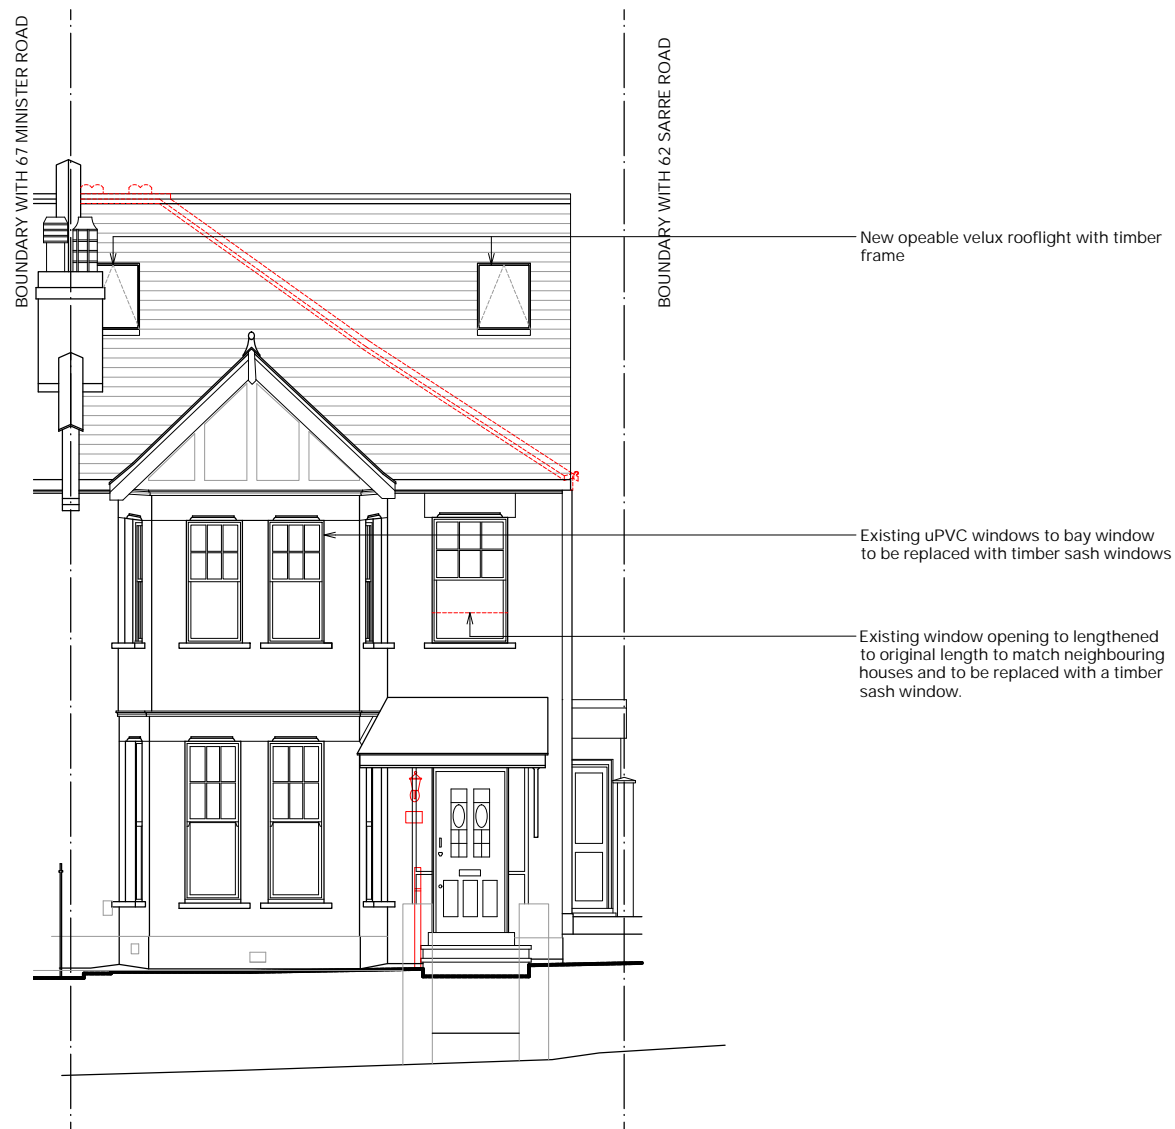 BOUNDARY WITH 67 MINISTER ROAD
BOUNDARY WITH 62 SARRE ROAD
New opeable velux rooflight with timber
frame
Existing uPVC windows to bay window
to be replaced with timber sash windows
Existing window opening to lengthened
to original length to match neighbouring
houses and to be replaced with a timber
sash window.